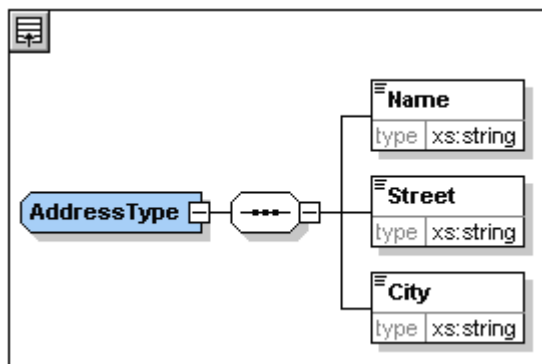 Name
type xs:string
AddressType
Street
type xs:string
City
type xs:string